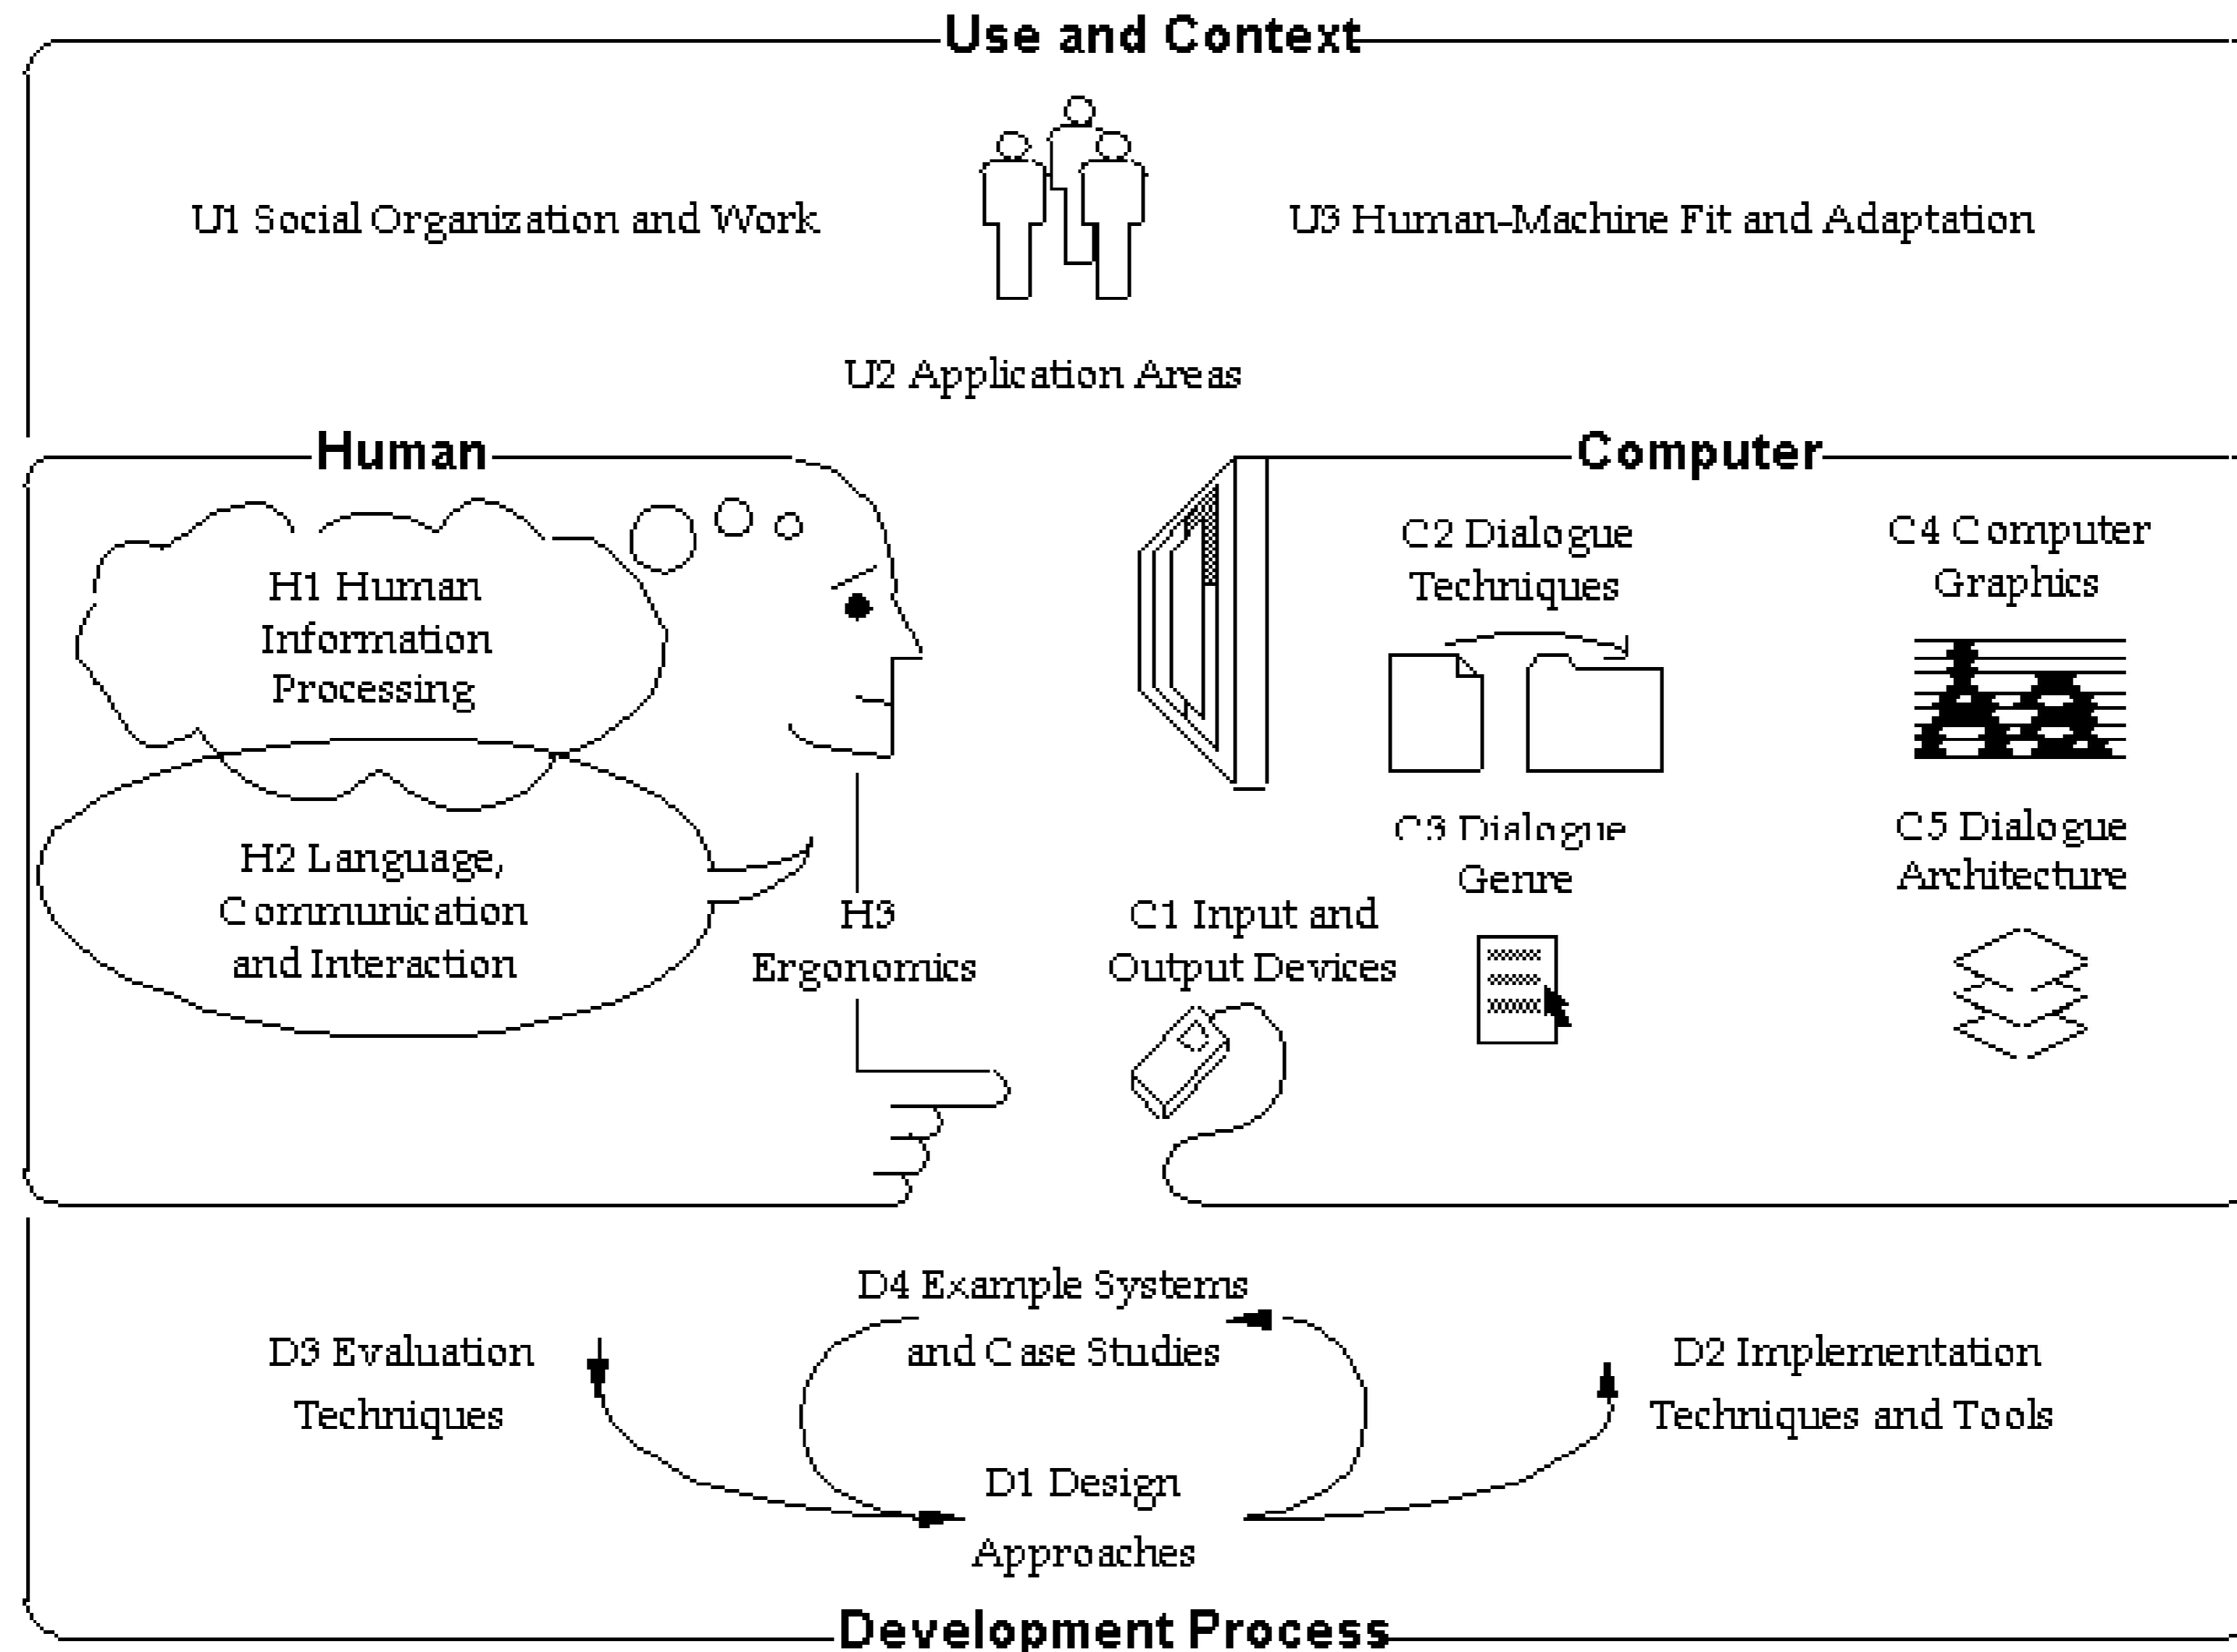 Use and Context
U1 Social Organization and Work
U3 Human-Machine Fit and Adaptation
U2 Application Areas
Human
H1 Human
Information
Processing
H2 Language,
Communication
and Interaction
H3
Ergonomics
Computer
C1 Input and
Output Devices
C2 Dialogue
Techniques
C3 Dialogue
Genre
C4 Computer
Graphics
C5 Dialogue
Architecture
D3 Evaluation
Techniques
D4 Example Systems
and Case Studies
D1 Design
Approaches
D2 Implementation
Techniques and Tools
Development Process